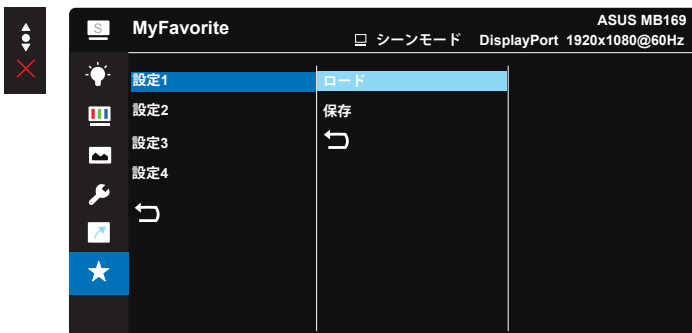 S
MyFavorite
ASUS MB169
シーンモード DisplayPort 1920x1080@60Hz
設定1
ロード
設定2
保存
設定3
設定4